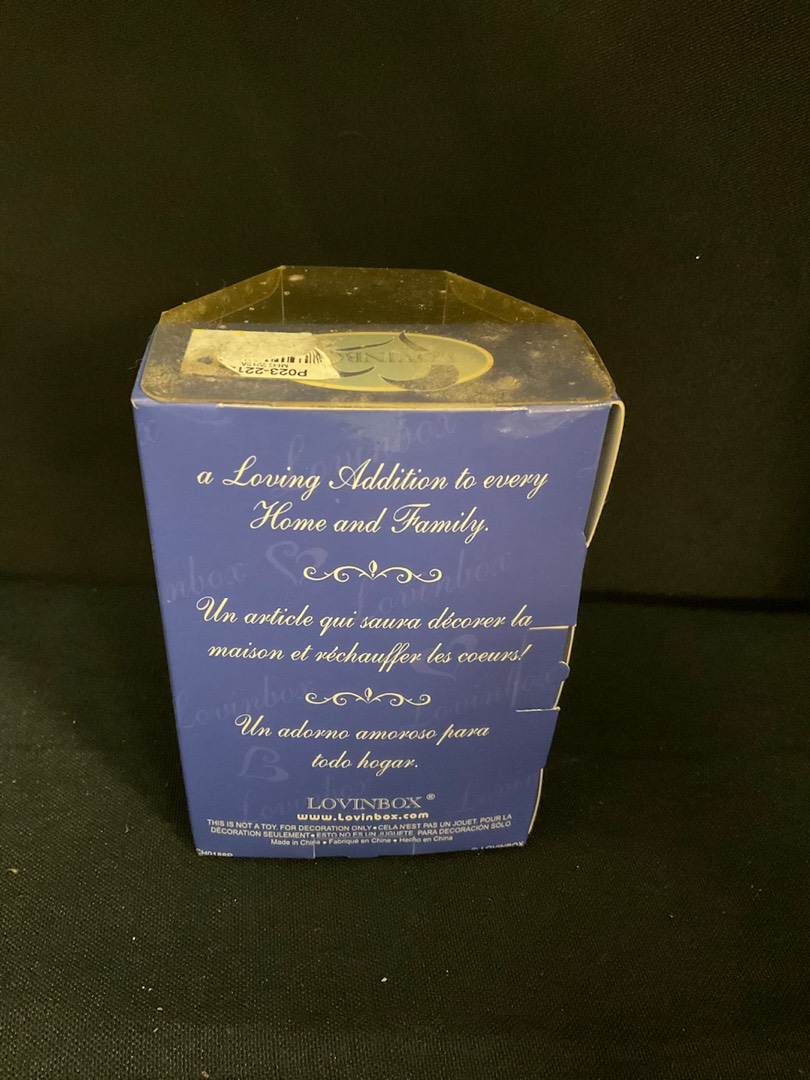 P023-221
LOVINBOX
a Loving Addition to every
Home and Family.
Un article qui saura décorer la
maison et réchauffer les coeurs!
Un adorno amoroso para
todo hogar.
LOVINBOX®
www.Lovinbox.com
THIS IS NOT A TOY. FOR DECORATION ONLY • CELA N'EST PAS UN JOUET. POUR LA
DECORATION SEULEMENT • ESTO NO ES UN JUGUETE. PARA DECORACIÓN SOLO
Made in China • Fabriqué en Chine • Hecho en China
© LOVINBOX